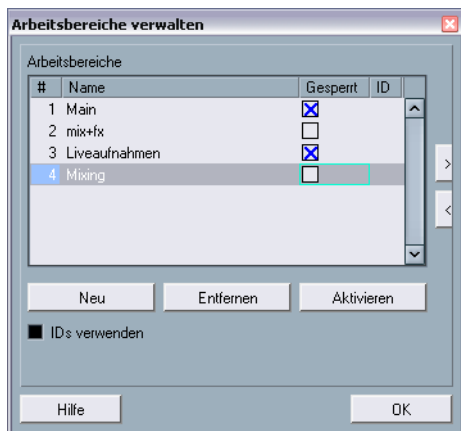 Arbeitsbereiche verwalten
Arbeitsbereiche
# Name Gesperrt ID
1 Main
2 mix+fx
3 Liveaufnahmen
4 Mixing
>
<
Neu Entfernen Aktivieren
IDs verwenden
Hilfe OK